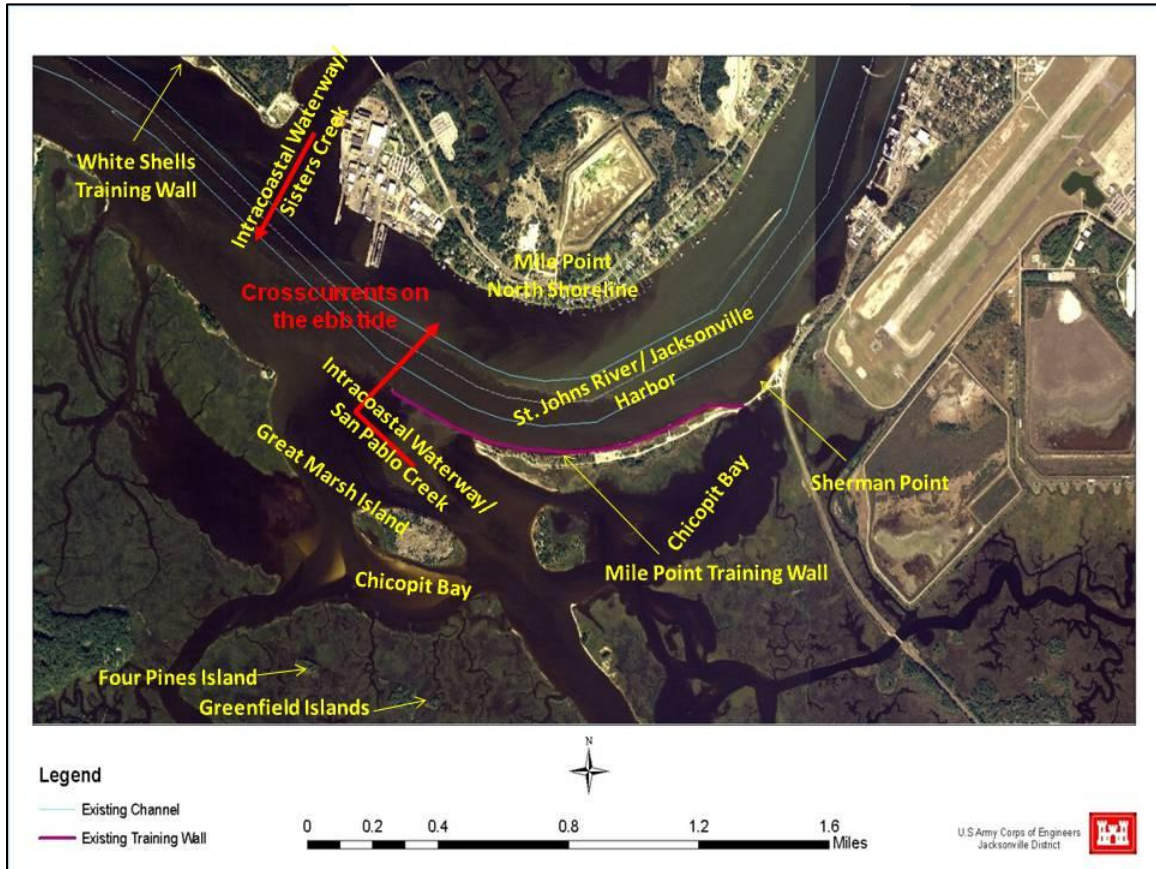 Intracoastal Waterway/
Sisters Creek
White Shells
Training Wall
Mile Point
North Shoreline
Crosscurrents on
the ebb tide
St. Johns River/ Jacksonville
Harbor
Intracoastal Waterway/
San Pablo Creek
Great Marsh Island
Sherman Point
Chicopit Bay
Mile Point Training Wall
Chicopit Bay
Four Pines Island
Greenfield Islands
N
Legend
Existing Channel
Existing Training Wall
0 0.2 0.4 0.8 1.2 1.6
Miles
U.S Army Corps of Engineers
Jacksonville District